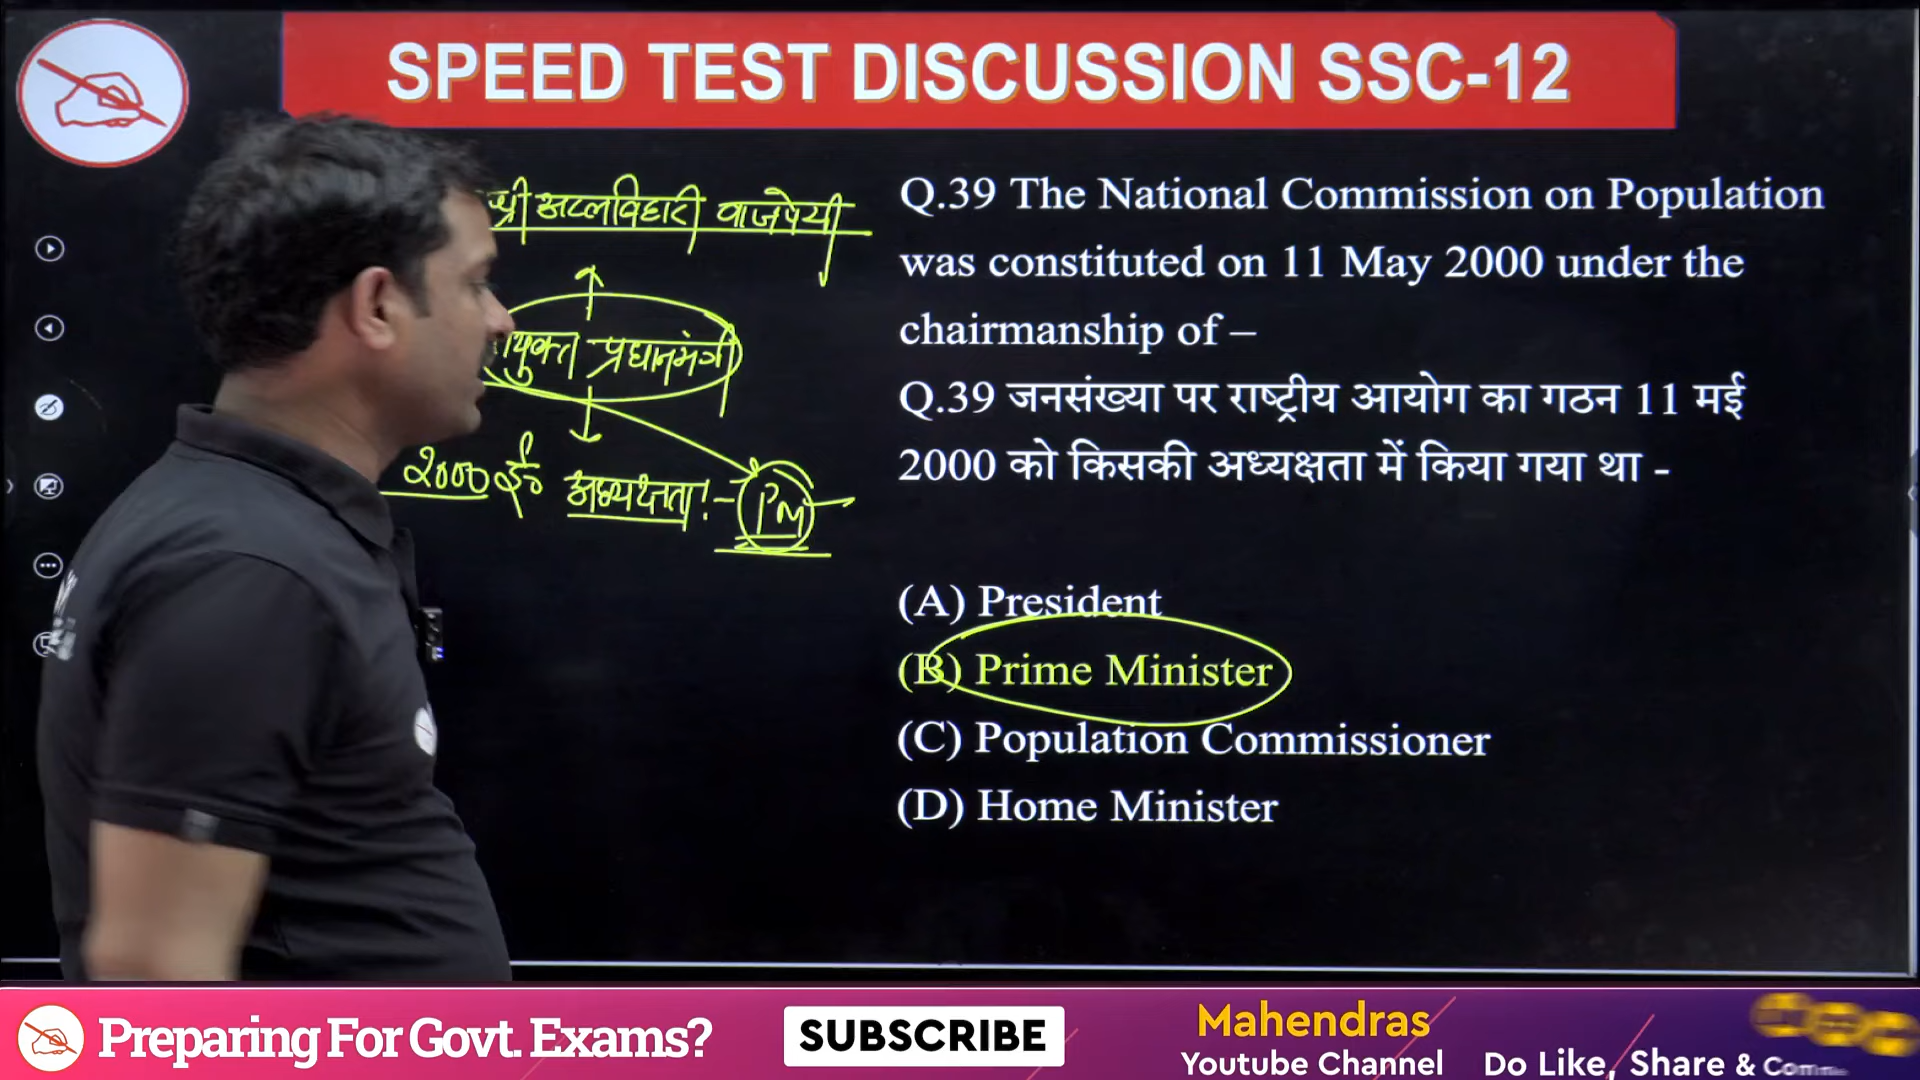 SPEED TEST DISCUSSION SSC-12
श्री अटलबिहारी वाजपेयी
प्रधानमंत्री
2000 ई० अध्यक्षता :- PM
Q.39 The National Commission on Population
was constituted on 11 May 2000 under the
chairmanship of –
Q.39 जनसंख्या पर राष्ट्रीय आयोग का गठन 11 मई
2000 को किसकी अध्यक्षता में किया गया था -
(A) President
(B) Prime Minister
(C) Population Commissioner
(D) Home Minister
Preparing For Govt. Exams?
SUBSCRIBE
Mahendras
Youtube Channel
Do Like, Share &